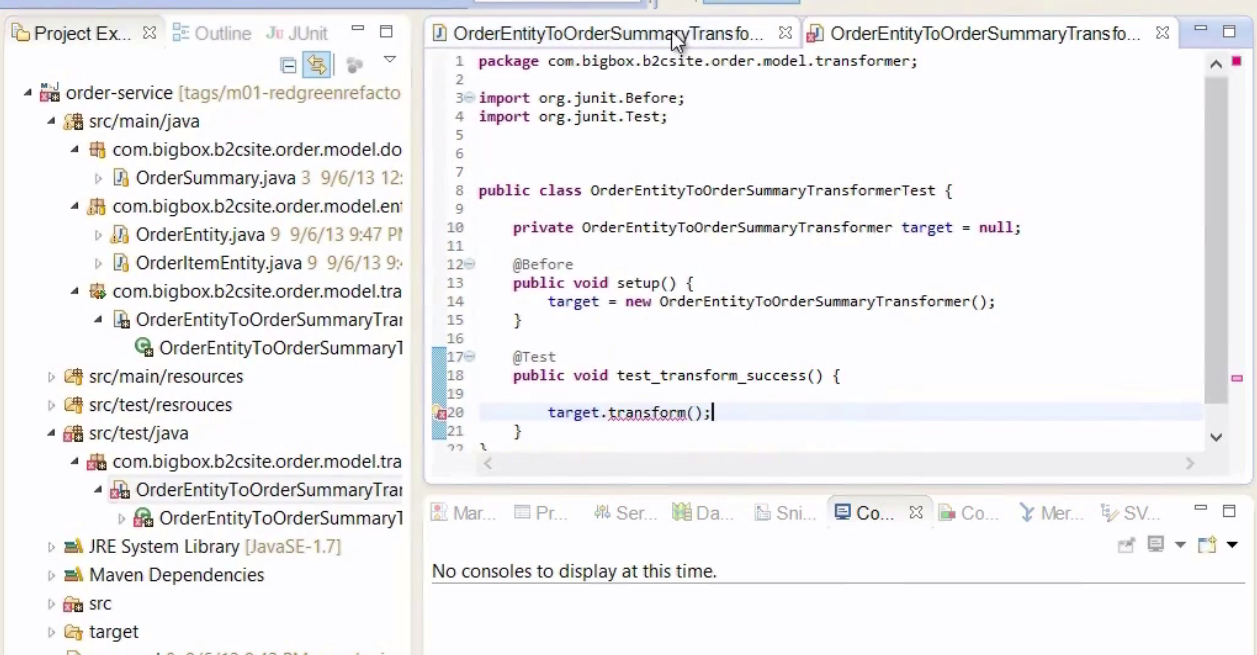 Project Ex...
Outline
JUnit
order-service [tags/m01-redgreenrefacto
src/main/java
com.bigbox.b2csite.order.model.do
OrderSummary.java 3 9/6/13 12:
com.bigbox.b2csite.order.model.ent
OrderEntity.java 9 9/6/13 9:47 PM
OrderItemEntity.java 9 9/6/13 9:
com.bigbox.b2csite.order.model.tra
OrderEntityToOrderSummaryTrar
OrderEntityToOrderSummaryT
src/main/resources
src/test/resrouces
src/test/java
com.bigbox.b2csite.order.model.tra
OrderEntityToOrderSummaryTrar
OrderEntityToOrderSummaryT
JRE System Library [JavaSE-1.7]
Maven Dependencies
src
target
OrderEntityToOrderSummaryTransfo...
OrderEntityToOrderSummaryTransfo...
1 package com.bigbox.b2csite.order.model.transformer;
2
3 import org.junit.Before;
4 import org.junit.Test;
5
6
7
8 public class OrderEntityToOrderSummaryTransformerTest {
9
10 private OrderEntityToOrderSummaryTransformer target = null;
11
12 @Before
13 public void setup() {
14 target = new OrderEntityToOrderSummaryTransformer();
15 }
16
17 @Test
18 public void test_transform_success() {
19
20 target.transform();
21 }
22 }
Mar...
Pr...
Ser...
Da...
Sni...
Co...
Co...
Mer...
SV...
No consoles to display at this time.